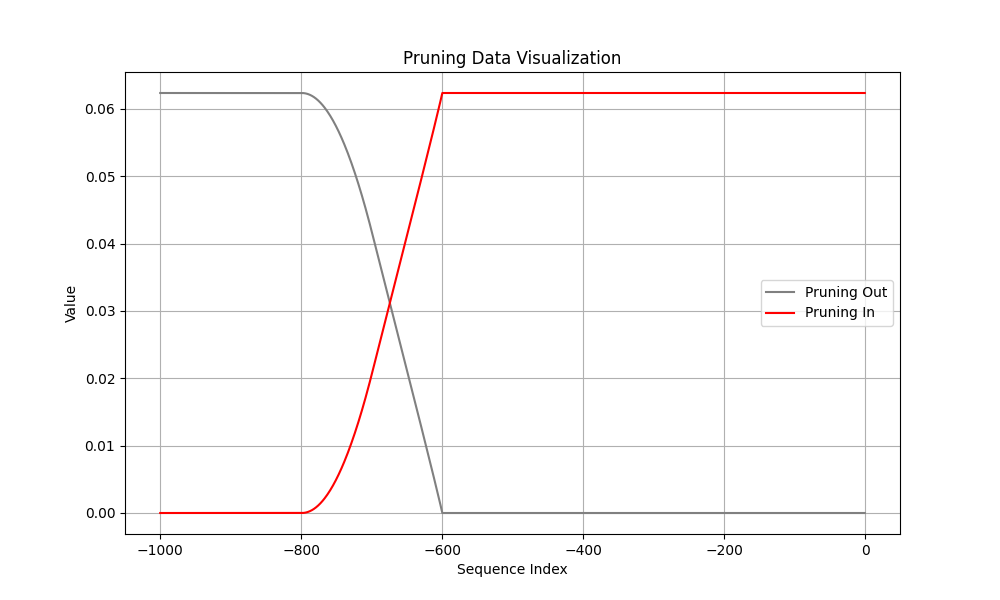 Pruning Data Visualization
0.06
0.05
0.04
0.03
0.02
0.01
0.00
Value
Pruning Out
Pruning In
−1000 −800 −600 −400 −200 0
Sequence Index